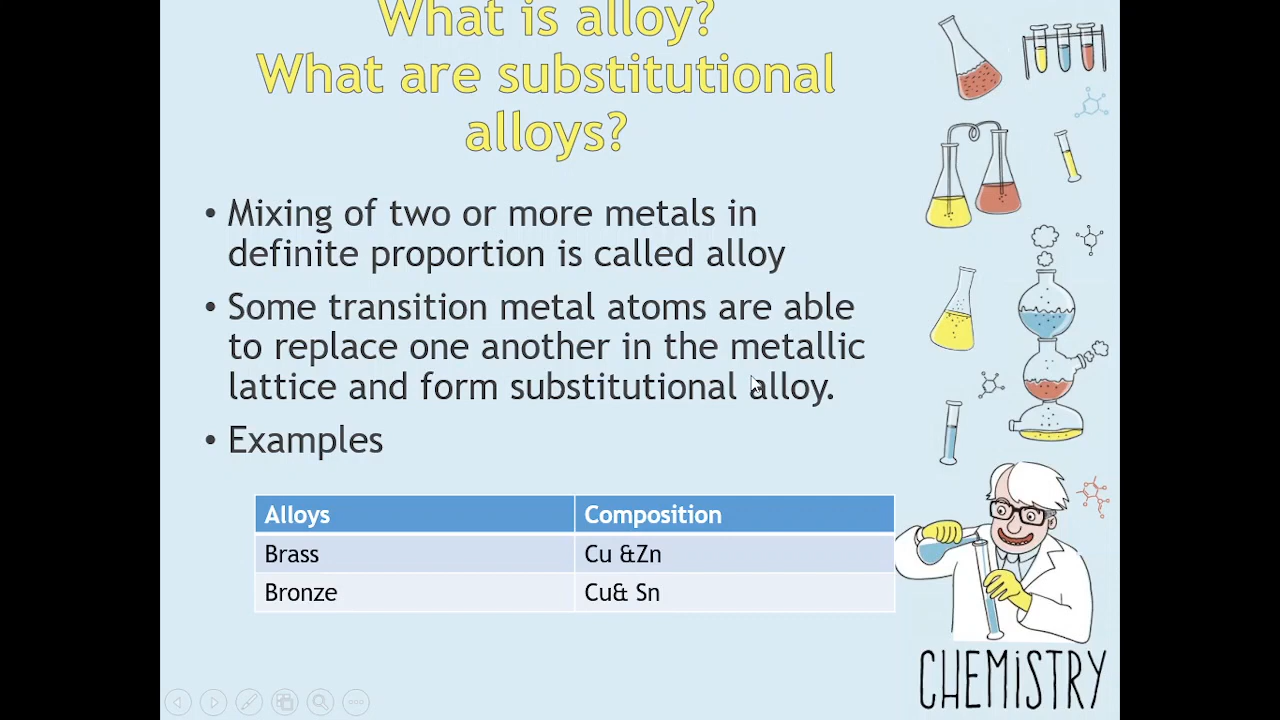 What is alloy?
What are substitutional
alloys?
• Mixing of two or more metals in
definite proportion is called alloy
• Some transition metal atoms are able
to replace one another in the metallic
lattice and form substitutional alloy.
• Examples
Alloys Composition
Brass Cu &Zn
Bronze Cu& Sn
CHEMiSTRY